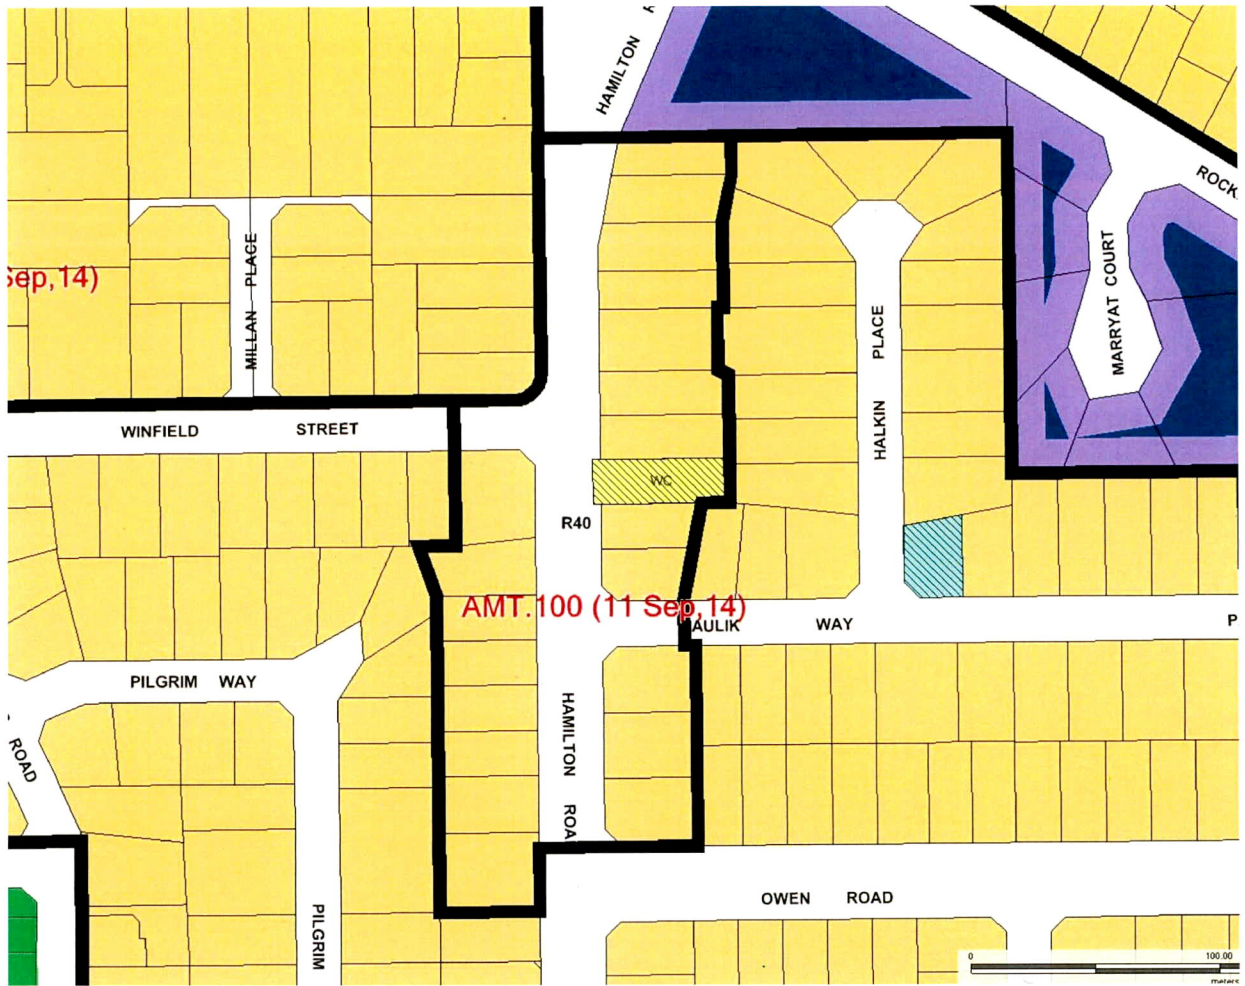 HAMILTON
ROCK
Sep,14)
MILLAN PLACE
HALKIN PLACE
MARRYAT COURT
WINFIELD STREET
WC
R40
AMT.100 (11 Sep,14)
AULIK WAY
P
PILGRIM WAY
HAMILTON ROA
ROAD
PILGRIM
OWEN ROAD
0 100.00
meters